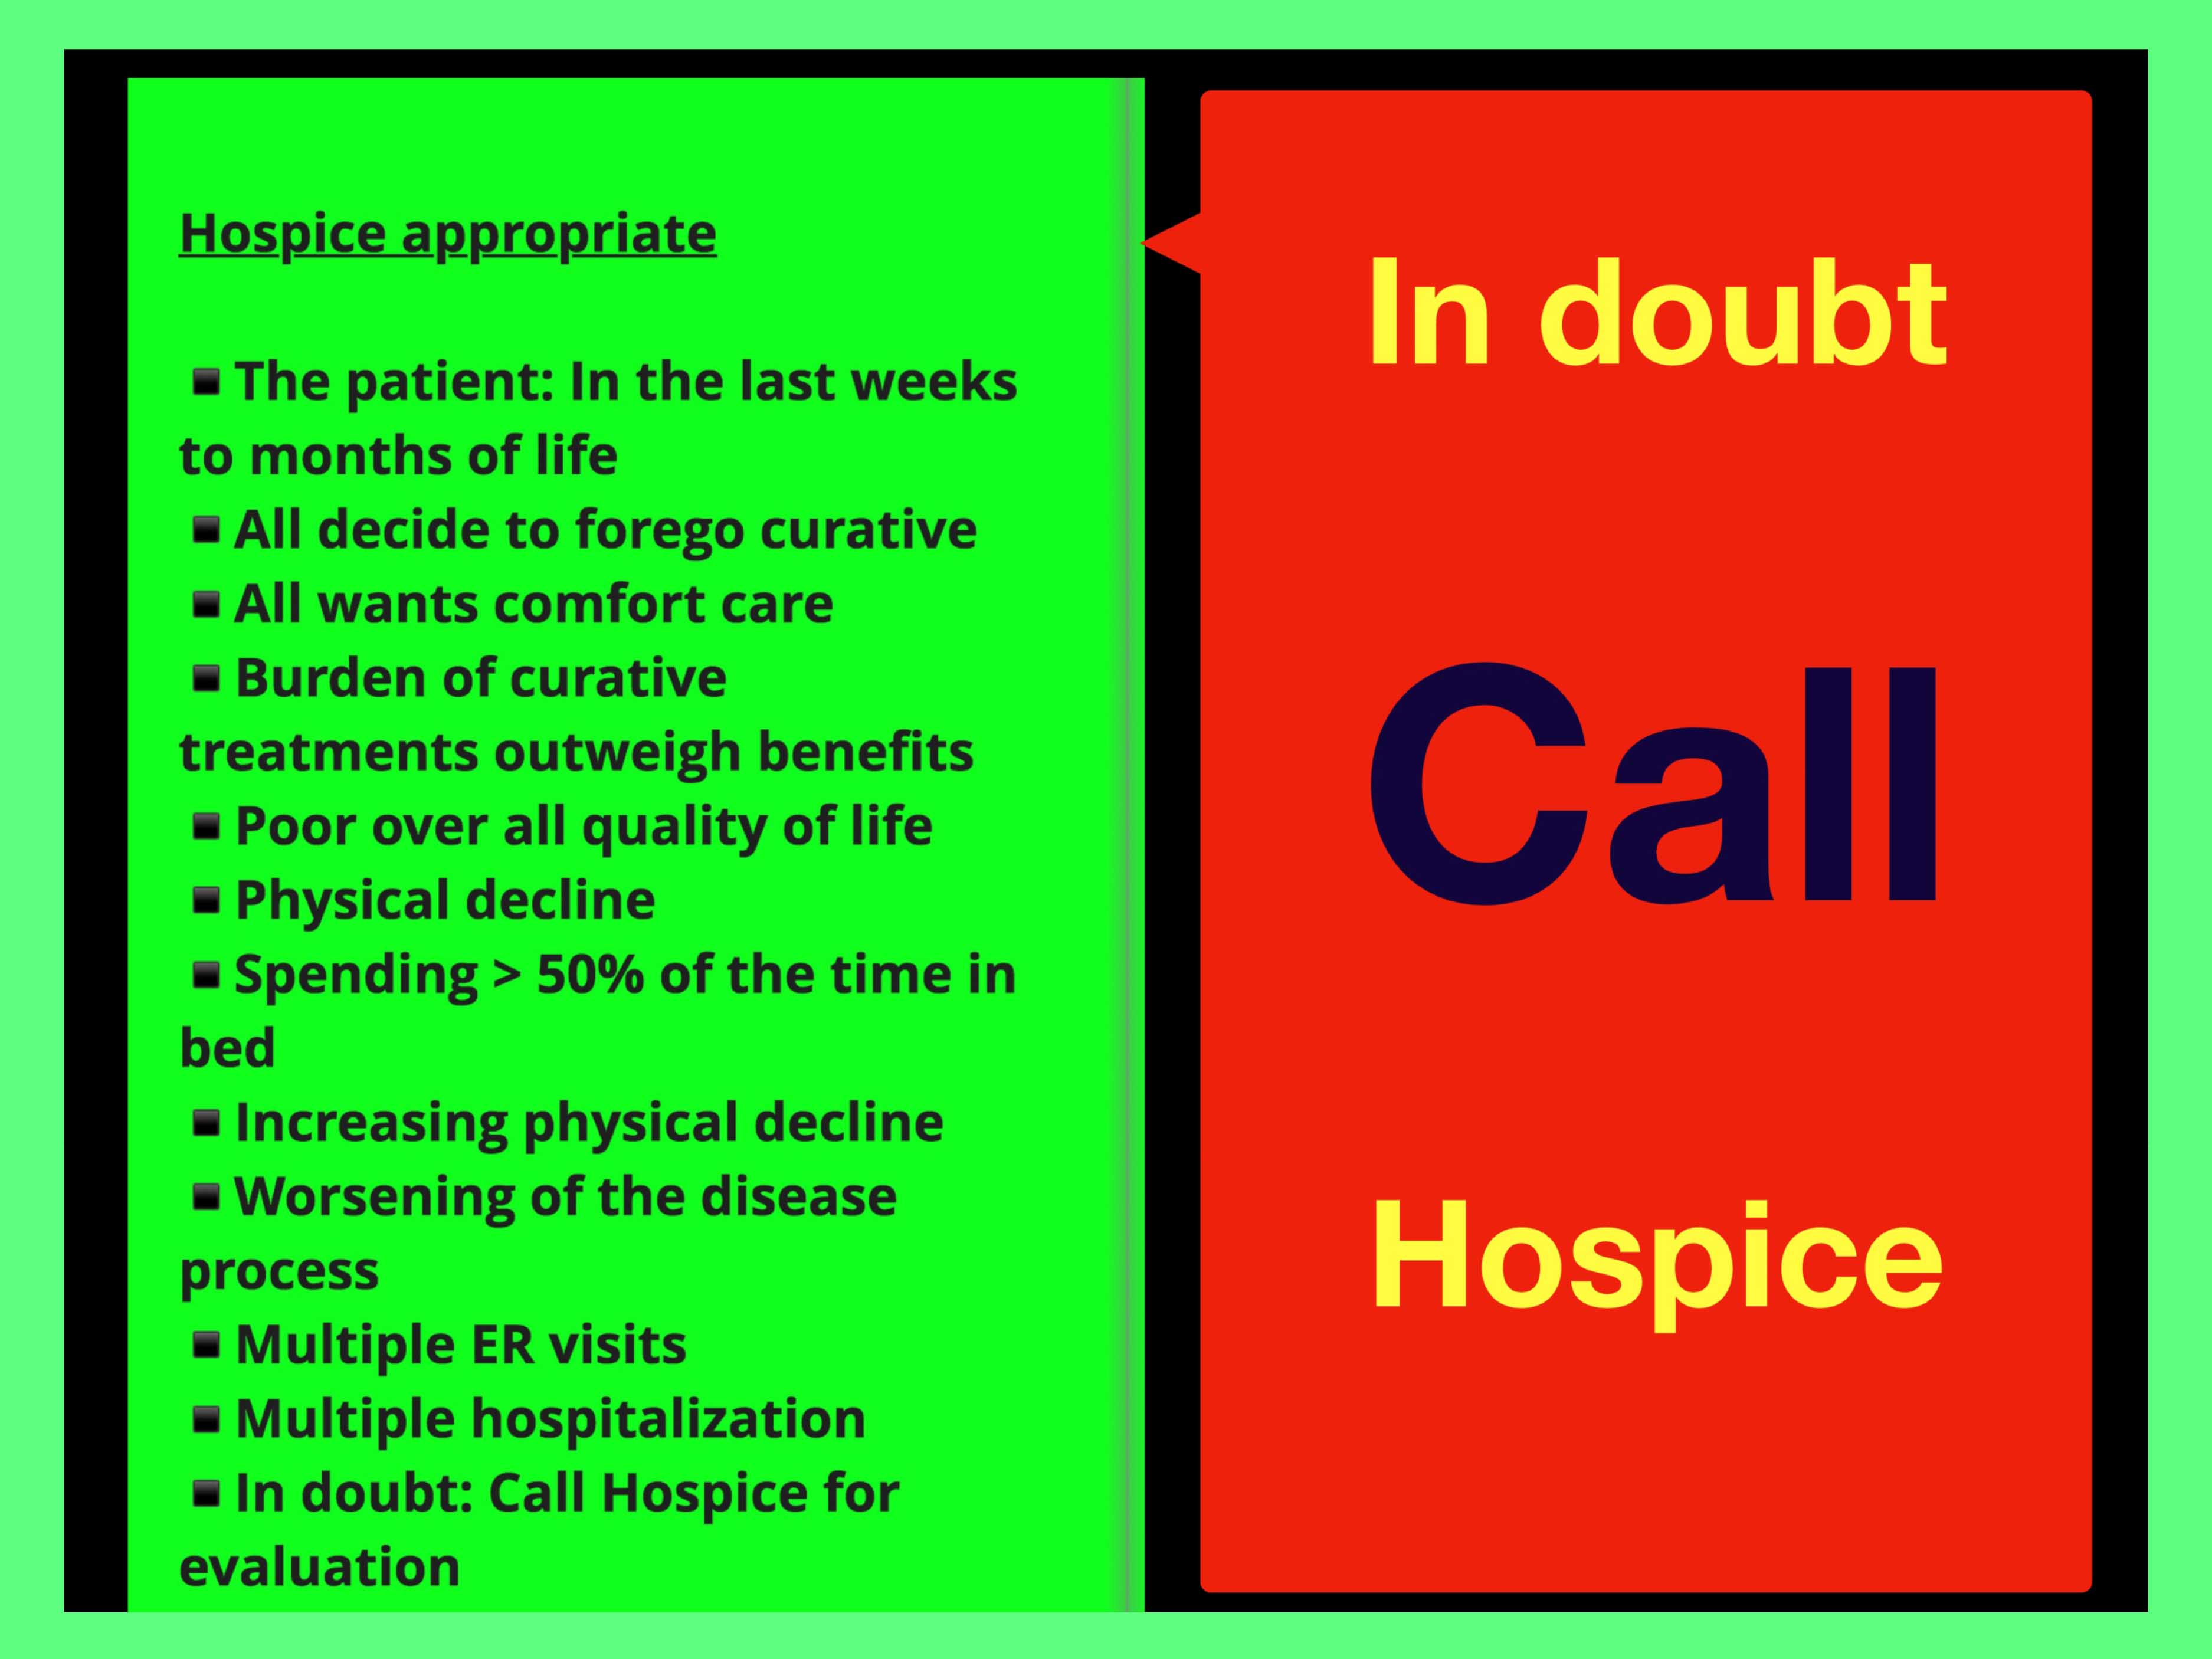 Hospice appropriate
▪ The patient: In the last weeks
to months of life
▪ All decide to forego curative
▪ All wants comfort care
▪ Burden of curative
treatments outweigh benefits
▪ Poor over all quality of life
▪ Physical decline
▪ Spending > 50% of the time in
bed
▪ Increasing physical decline
▪ Worsening of the disease
process
▪ Multiple ER visits
▪ Multiple hospitalization
▪ In doubt: Call Hospice for
evaluation
In doubt
Call
Hospice